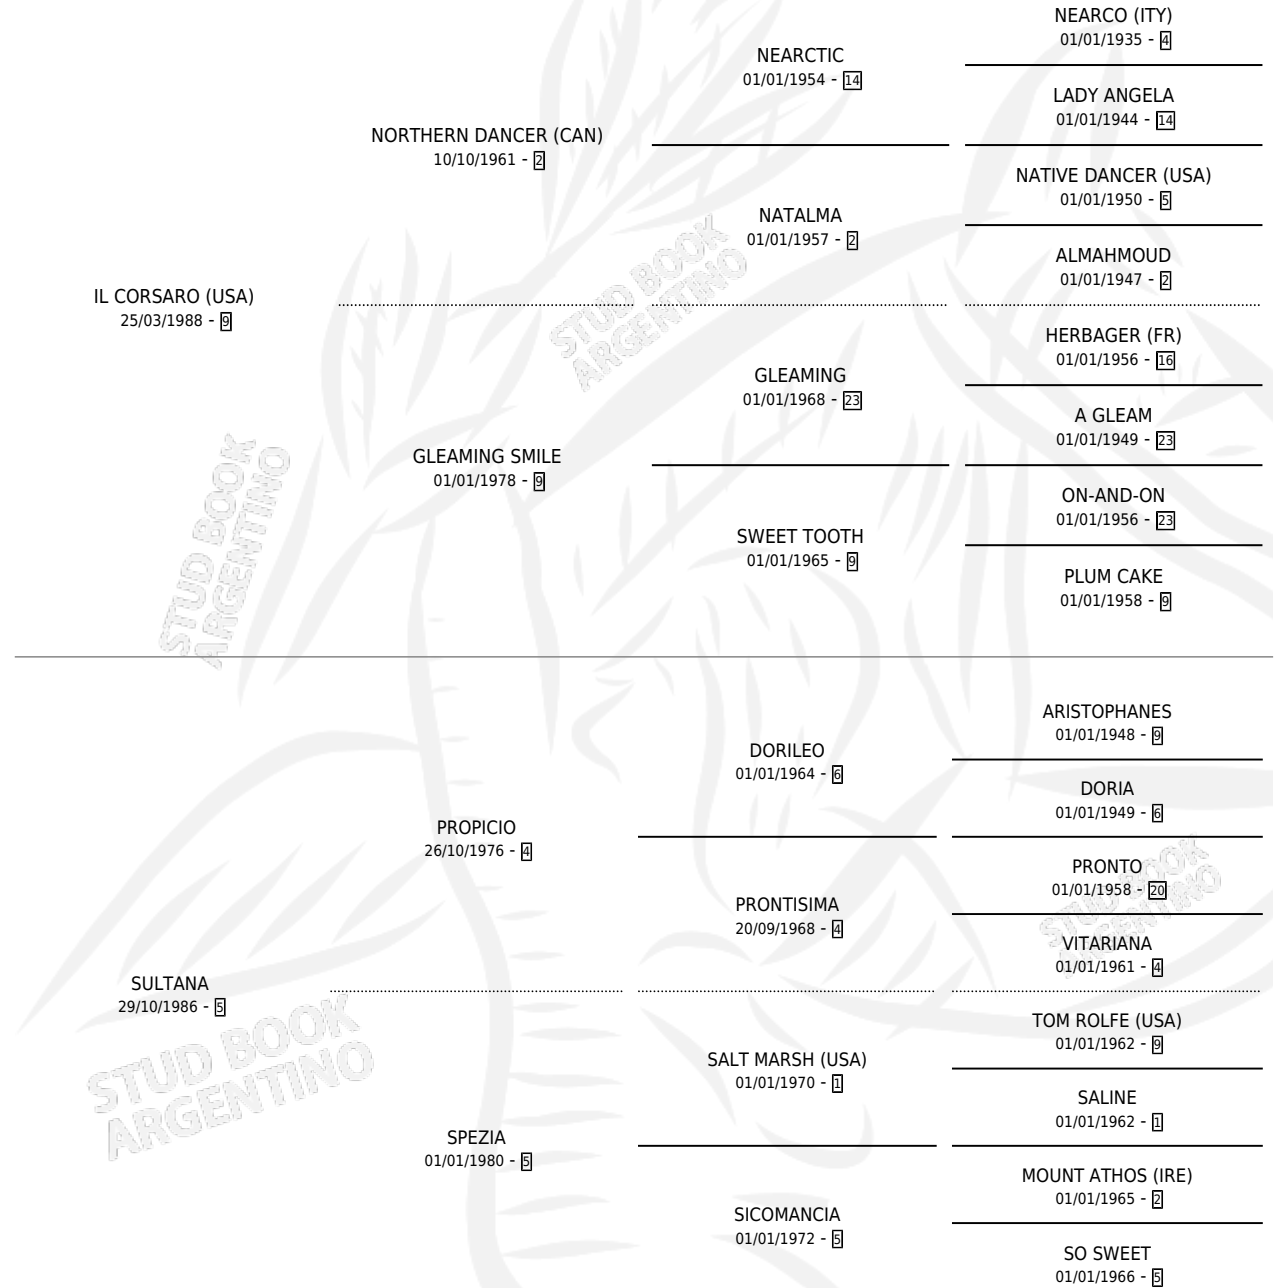 NEARCO (ITY)
01/01/1935 - 4
NEARCTIC
01/01/1954 - 14
LADY ANGELA
01/01/1944 - 14
NORTHERN DANCER (CAN)
10/10/1961 - 2
NATIVE DANCER (USA)
01/01/1950 - 5
NATALMA
01/01/1957 - 2
ALMAHMOUD
01/01/1947 - 2
IL CORSARO (USA)
25/03/1988 - 9
STUD BOOK
ARGENTINO
HERBAGER (FR)
01/01/1956 - 16
GLEAMING
01/01/1968 - 23
A GLEAM
01/01/1949 - 23
GLEAMING SMILE
01/01/1978 - 9
ON-AND-ON
01/01/1956 - 23
SWEET TOOTH
01/01/1965 - 9
PLUM CAKE
01/01/1958 - 9
STUD BOOK
ARGENTINO
ARISTOPHANES
01/01/1948 - 9
DORILEO
01/01/1964 - 6
DORIA
01/01/1949 - 6
PROPICIO
26/10/1976 - 4
PRONTO
01/01/1958 - 20
PRONTISIMA
20/09/1968 - 4
STUD BOOK
ARGENTINO
VITARIANA
01/01/1961 - 4
SULTANA
29/10/1986 - 5
TOM ROLFE (USA)
01/01/1962 - 9
SALT MARSH (USA)
01/01/1970 - 1
SALINE
01/01/1962 - 1
STUD BOOK
ARGENTINO
SPEZIA
01/01/1980 - 5
MOUNT ATHOS (IRE)
01/01/1965 - 2
SICOMANCIA
01/01/1972 - 5
SO SWEET
01/01/1966 - 5